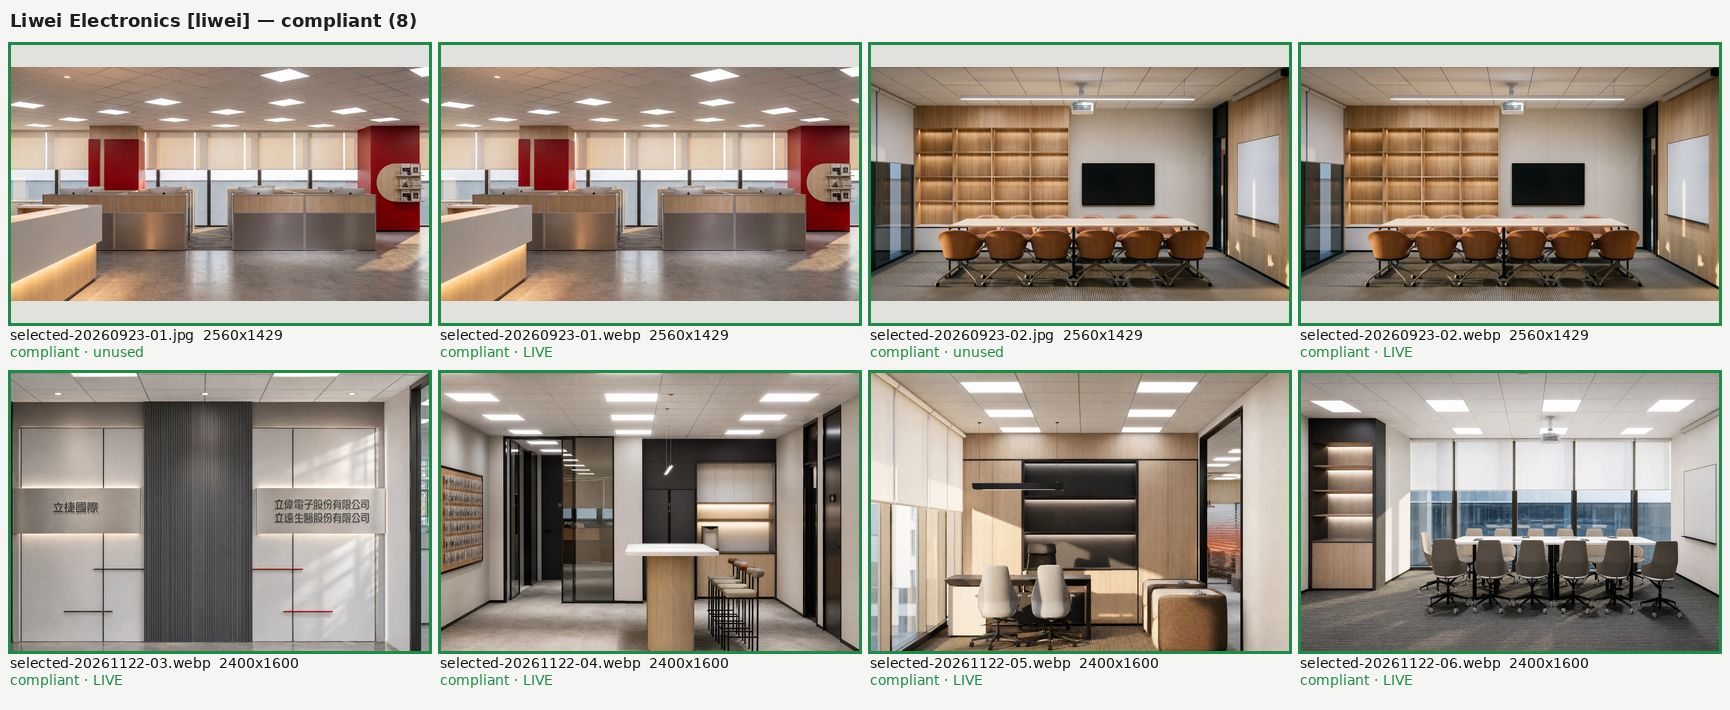 Liwei Electronics [liwei] — compliant (8)
selected-20260923-01.jpg  2560x1429
compliant · unused
selected-20260923-01.webp  2560x1429
compliant · LIVE
selected-20260923-02.jpg  2560x1429
compliant · unused
selected-20260923-02.webp  2560x1429
compliant · LIVE
立捷國際
立偉電子股份有限公司
立遠生醫股份有限公司
selected-20261122-03.webp  2400x1600
compliant · LIVE
selected-20261122-04.webp  2400x1600
compliant · LIVE
selected-20261122-05.webp  2400x1600
compliant · LIVE
selected-20261122-06.webp  2400x1600
compliant · LIVE